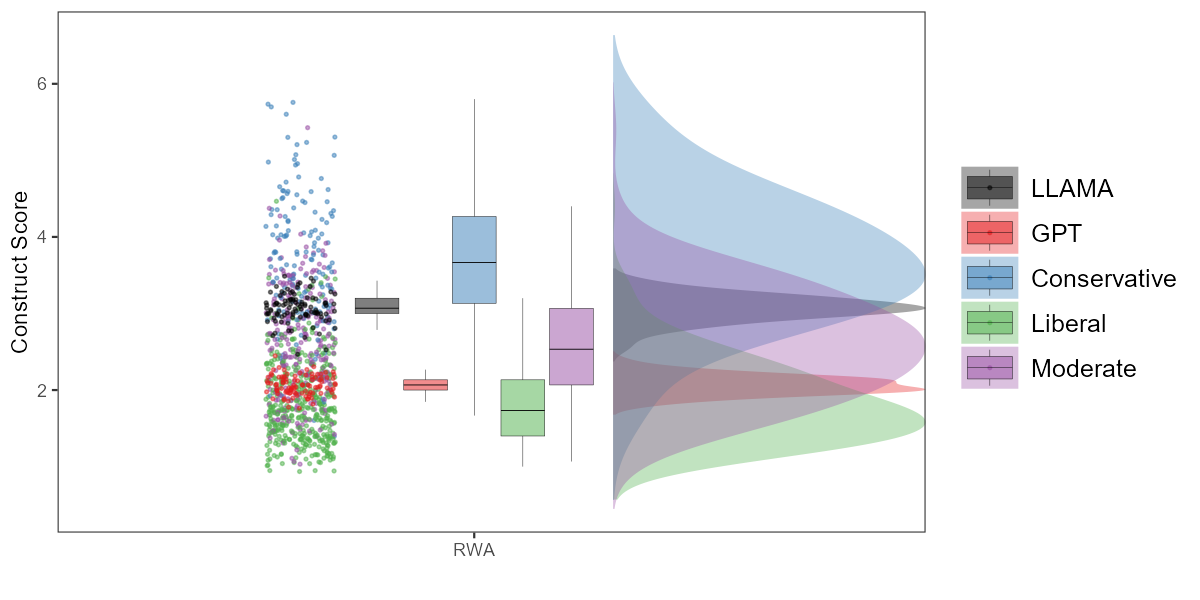 Construct Score
6
4
2
RWA
LLAMA
GPT
Conservative
Liberal
Moderate